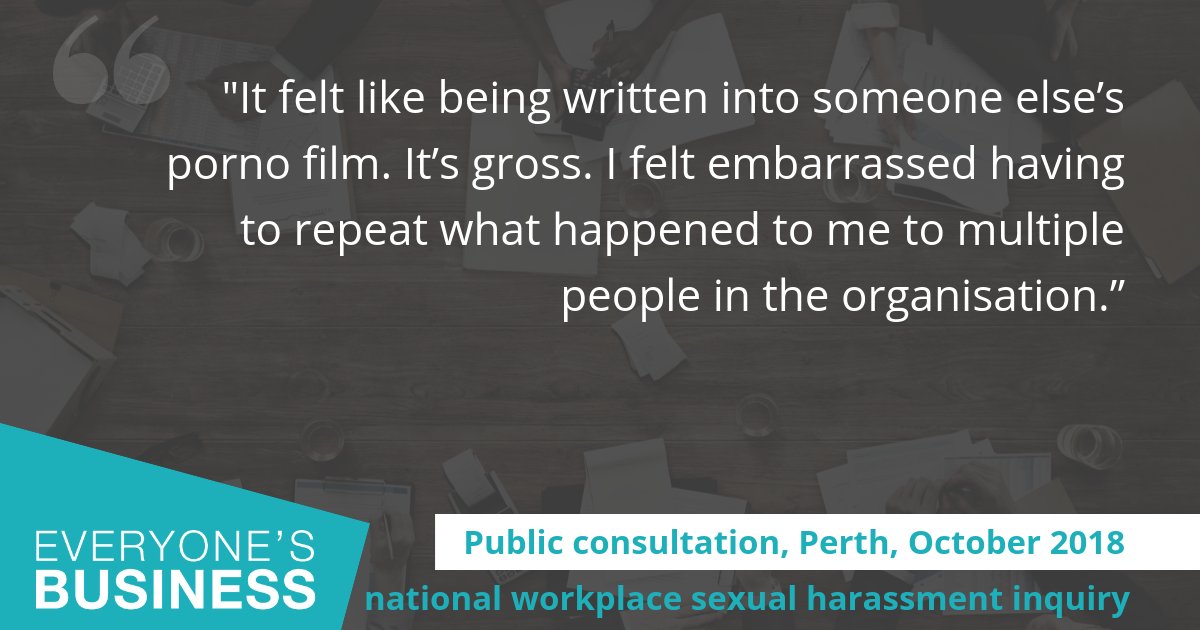 "It felt like being written into someone else’s
porno film. It’s gross. I felt embarrassed having
to repeat what happened to me to multiple
people in the organisation.”
EVERYONE’S
BUSINESS
Public consultation, Perth, October 2018
national workplace sexual harassment inquiry